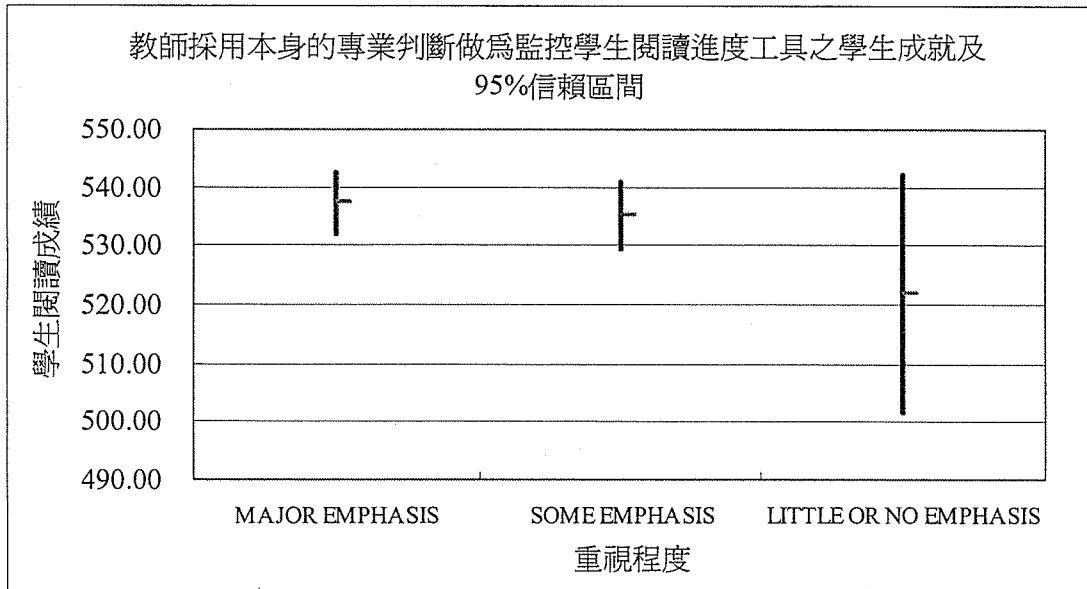 教師採用本身的專業判斷做爲監控學生閱讀進度工具之學生成就及
95%信賴區間
學生閱讀成績
550.00
540.00
530.00
520.00
510.00
500.00
490.00
MAJOR EMPHASIS
SOME EMPHASIS
LITTLE OR NO EMPHASIS
重視程度